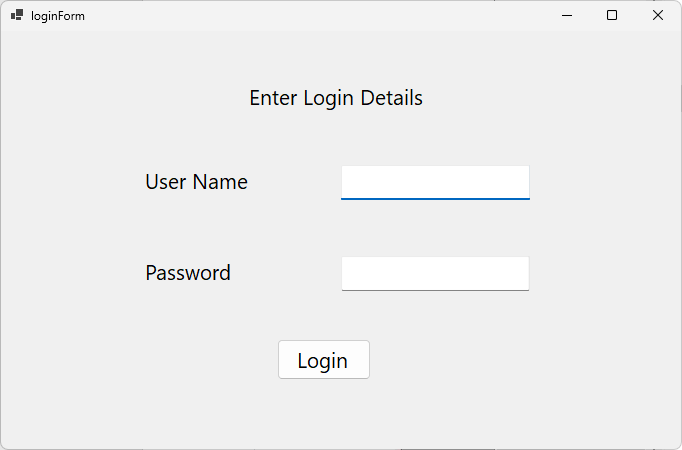 loginForm
Enter Login Details
User Name
Password
Login